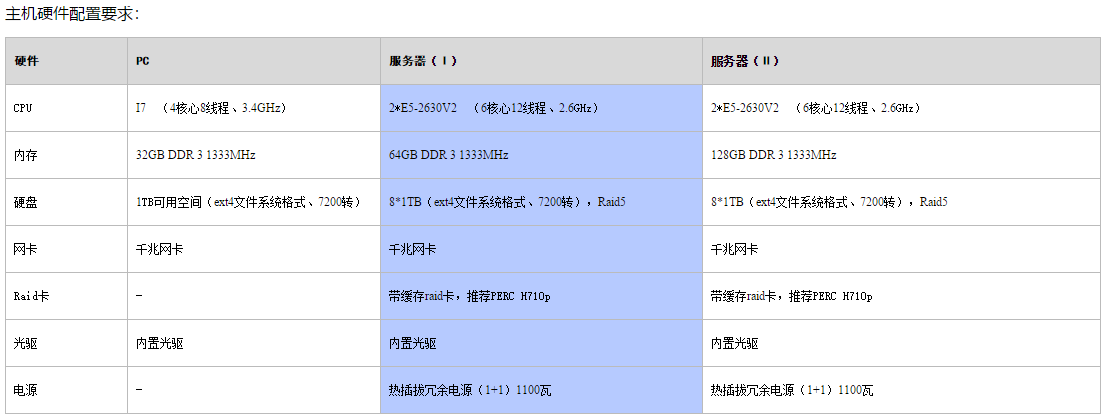 主机硬件配置要求：
硬件 PC 服务器（Ⅰ） 服务器（Ⅱ）
CPU I7 （4核心8线程、3.4GHz） 2*E5-2630V2 （6核心12线程、2.6GHz） 2*E5-2630V2 （6核心12线程、2.6GHz）
内存 32GB DDR 3 1333MHz 64GB DDR 3 1333MHz 128GB DDR 3 1333MHz
硬盘 1TB可用空间（ext4文件系统格式、7200转） 8*1TB（ext4文件系统格式、7200转），Raid5 8*1TB（ext4文件系统格式、7200转），Raid5
网卡 千兆网卡 千兆网卡 千兆网卡
Raid卡 - 带缓存raid卡，推荐PERC H710p 带缓存raid卡，推荐PERC H710p
光驱 内置光驱 内置光驱 内置光驱
电源 - 热插拔冗余电源（1+1）1100瓦 热插拔冗余电源（1+1）1100瓦